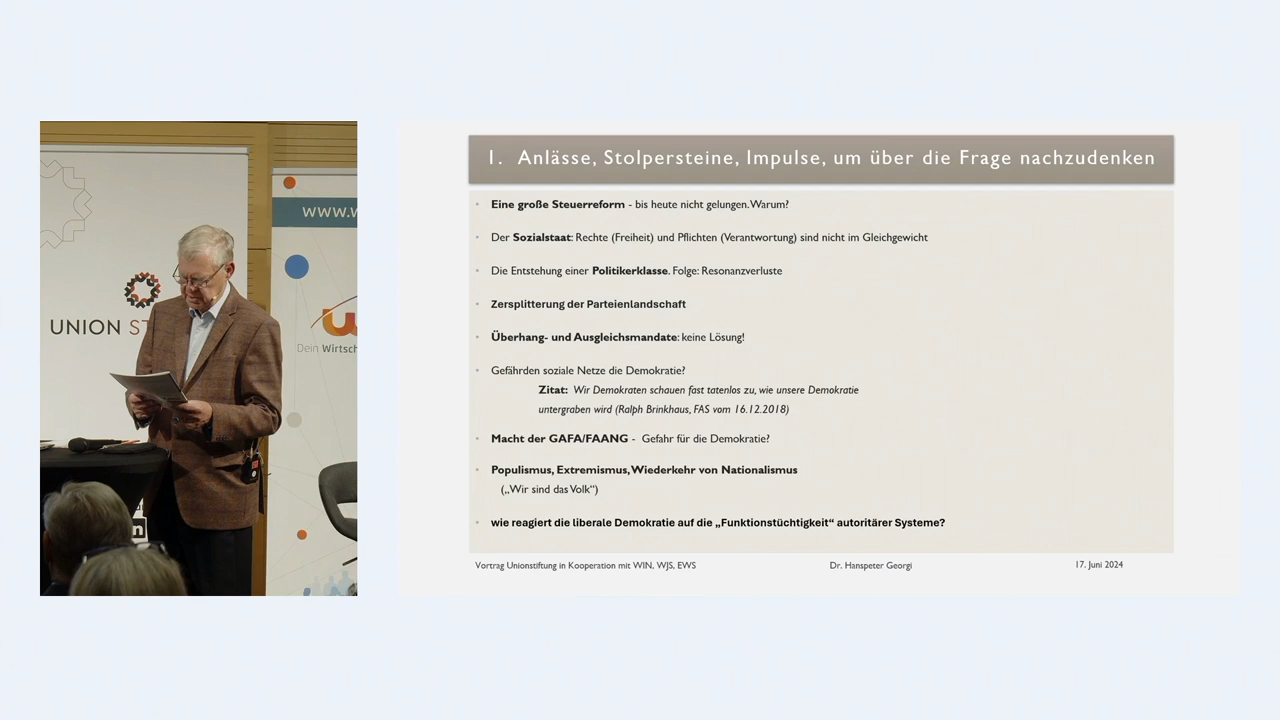 WWW.W
UNION ST
Dein Wirtsch
1. Anlässe, Stolpersteine, Impulse, um über die Frage nachzudenken
Eine große Steuerreform - bis heute nicht gelungen. Warum?
Der Sozialstaat: Rechte (Freiheit) und Pflichten (Verantwortung) sind nicht im Gleichgewicht
Die Entstehung einer Politikerklasse. Folge: Resonanzverluste
Zersplitterung der Parteienlandschaft
Überhang- und Ausgleichsmandate: keine Lösung!
Gefährden soziale Netze die Demokratie?
Zitat: Wir Demokraten schauen fast tatenlos zu, wie unsere Demokratie
untergraben wird (Ralph Brinkhaus, FAS vom 16.12.2018)
Macht der GAFA/FAANG - Gefahr für die Demokratie?
Populismus, Extremismus, Wiederkehr von Nationalismus
(„Wir sind das Volk“)
wie reagiert die liberale Demokratie auf die „Funktionstüchtigkeit“ autoritärer Systeme?
Vortrag Unionstiftung in Kooperation mit WIN, WJS, EWS
Dr. Hanspeter Georgi
17. Juni 2024